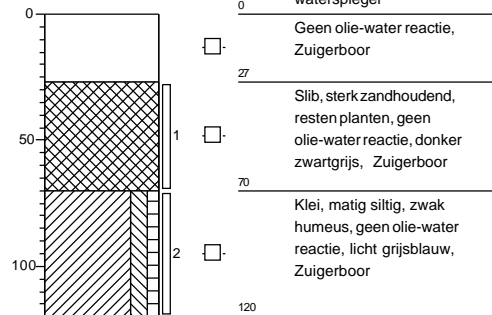 waterspiegel
0
0
Geen olie-water reactie,
Zuigerboor
27
Slib, sterk zandhoudend,
resten planten, geen
olie-water reactie, donker
zwartgrijs, Zuigerboor
50
1
70
Klei, matig siltig, zwak
humeus, geen olie-water
reactie, licht grijsblauw,
Zuigerboor
2
100
120